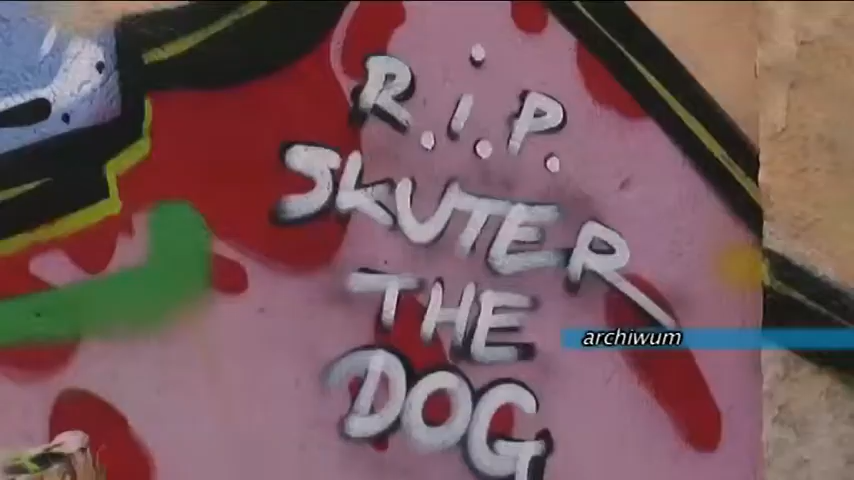 R.I.P.
SKUTER
THE
DOG
archiwum